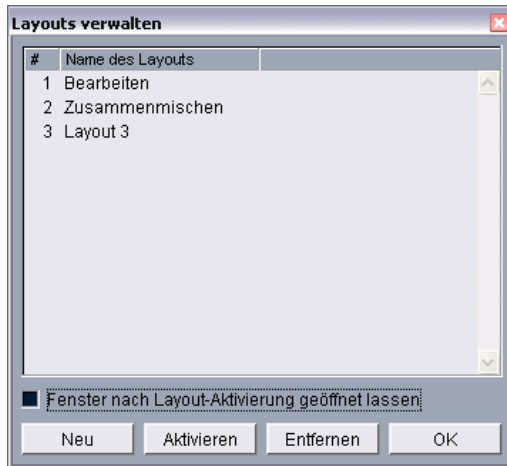 Layouts verwalten
# Name des Layouts
1 Bearbeiten
2 Zusammenmischen
3 Layout 3
Fenster nach Layout-Aktivierung geöffnet lassen
Neu Aktivieren Entfernen OK